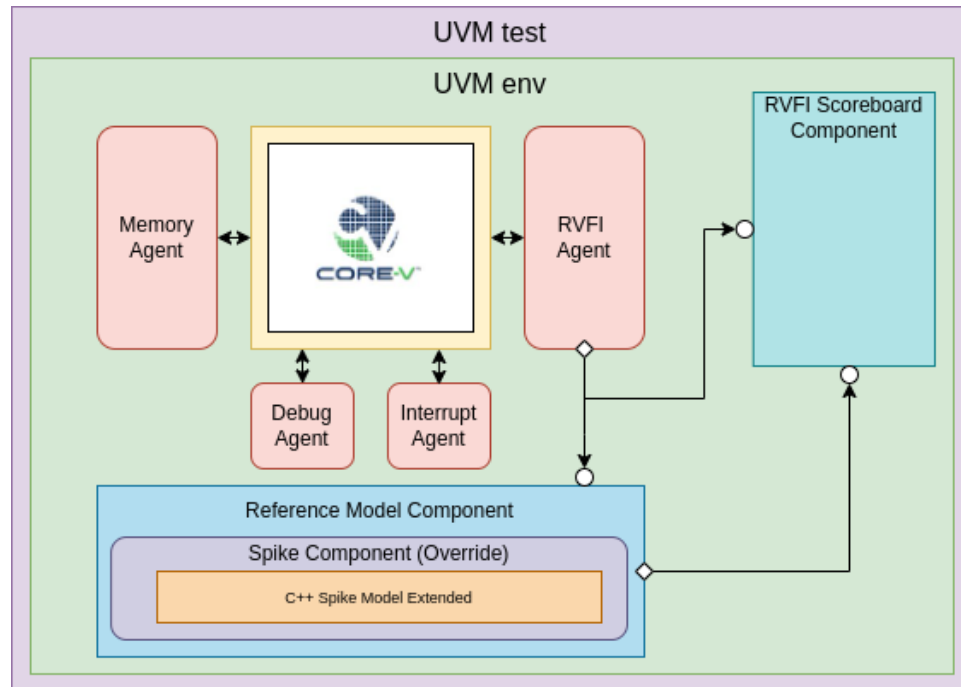 UVM test
UVM env
RVFI Scoreboard
Component
Memory
Agent
CORE-V™
RVFI
Agent
Debug
Agent
Interrupt
Agent
Reference Model Component
Spike Component (Override)
C++ Spike Model Extended